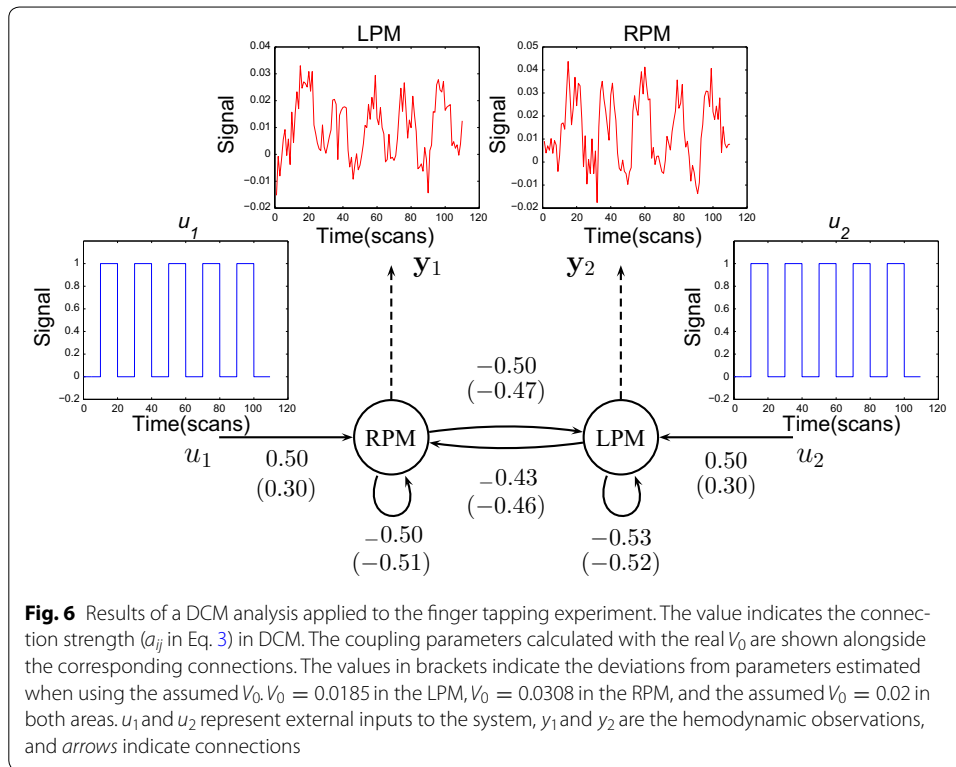 LPM
RPM
0.04
0.03
0.02
0.01
0
−0.01
−0.02
Signal
0 20 40 60 80 100 120
Time(scans)
0.05
0.04
0.03
0.02
0.01
0
−0.01
−0.02
Signal
0 20 40 60 80 100 120
Time(scans)
u_1
1
0.8
0.6
0.4
0.2
0
−0.2
Signal
0 20 40 60 80 100 120
Time(scans)
y1
y2
u_2
1
0.8
0.6
0.4
0.2
0
−0.2
Signal
0 20 40 60 80 100 120
Time(scans)
−0.50
(−0.47)
RPM
LPM
u1
0.50
(0.30)
−0.43
(−0.46)
0.50
(0.30)
u2
−0.50
(−0.51)
−0.53
(−0.52)
Fig. 6 Results of a DCM analysis applied to the finger tapping experiment. The value indicates the connec-
tion strength (aij in Eq. 3) in DCM. The coupling parameters calculated with the real V0 are shown alongside
the corresponding connections. The values in brackets indicate the deviations from parameters estimated
when using the assumed V0. V0 = 0.0185 in the LPM, V0 = 0.0308 in the RPM, and the assumed V0 = 0.02 in
both areas. u1 and u2 represent external inputs to the system, y1 and y2 are the hemodynamic observations,
and arrows indicate connections